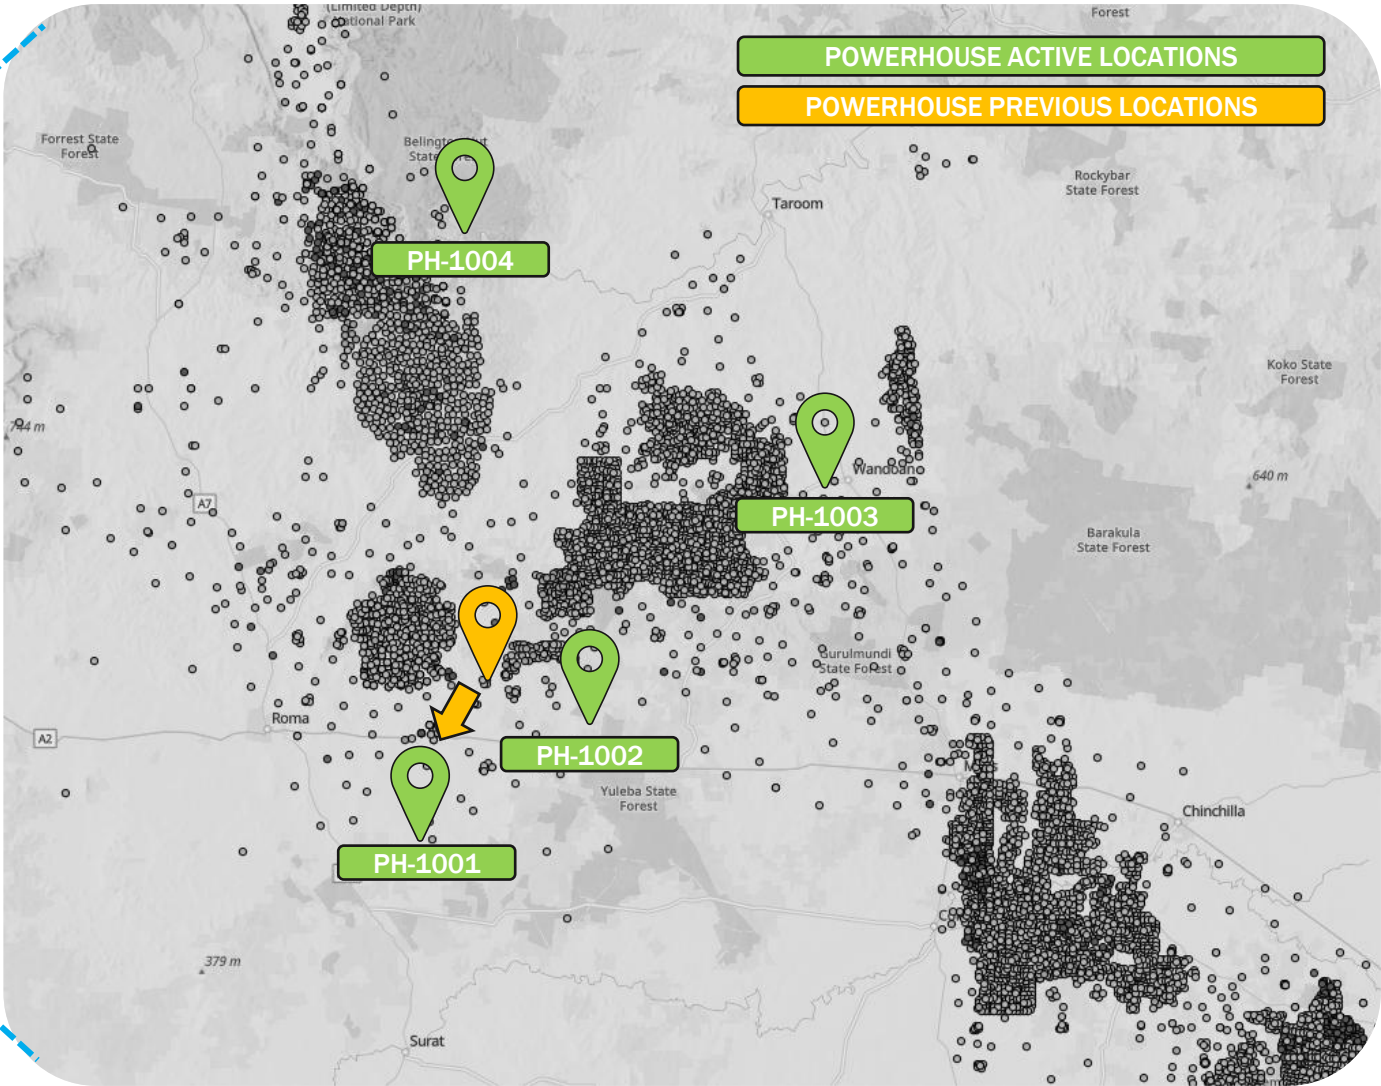 (Limited Depth)
National Park
Forest
POWERHOUSE ACTIVE LOCATIONS
POWERHOUSE PREVIOUS LOCATIONS
Forrest State
Forest
Rockybar
State Forest
Taroom
PH-1004
Koko State
Forest
744 m
Wandoan
640 m
A7
PH-1003
Barakula
State Forest
Gurulmundi
State Forest
Roma
A2
PH-1002
Yuleba State
Forest
Chinchilla
PH-1001
379 m
Surat